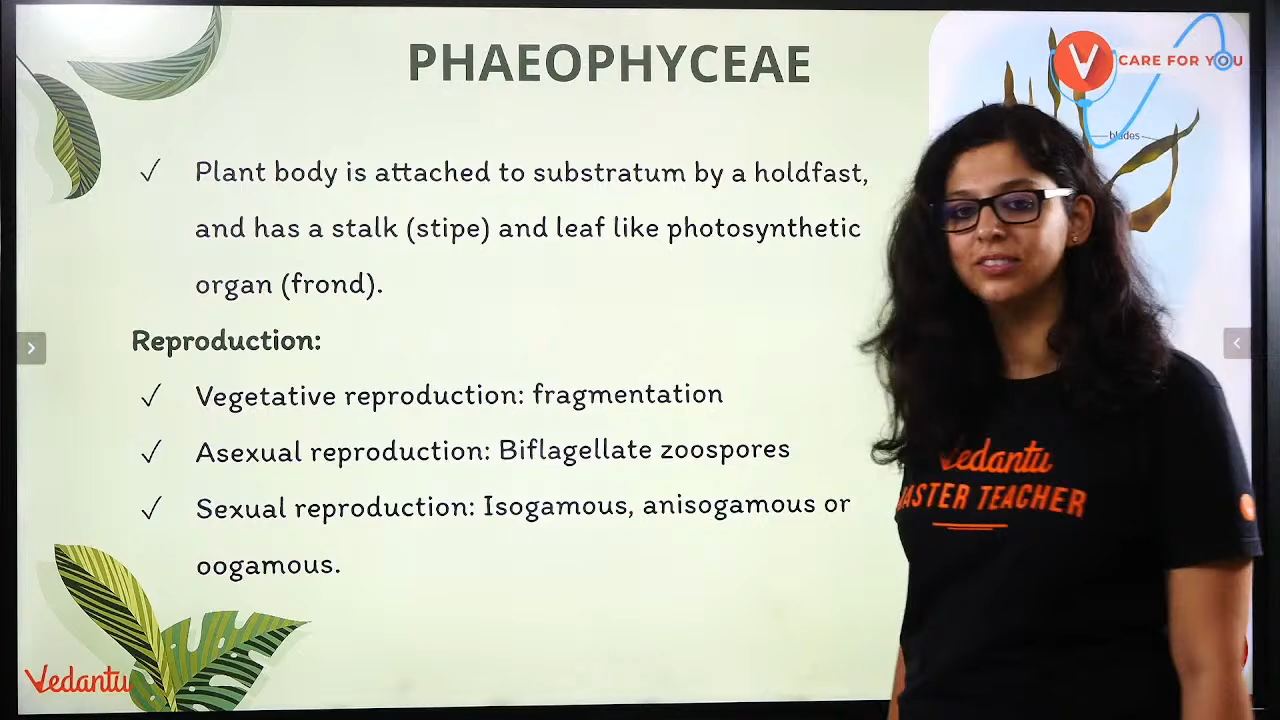 PHAEOPHYCEAE
V CARE FOR YOU
blades
✓ Plant body is attached to substratum by a holdfast,
and has a stalk (stipe) and leaf like photosynthetic
organ (frond).
Reproduction:
✓ Vegetative reproduction: fragmentation
✓ Asexual reproduction: Biflagellate zoospores
✓ Sexual reproduction: Isogamous, anisogamous or
oogamous.
Vedantu
MASTER TEACHER
Vedantu